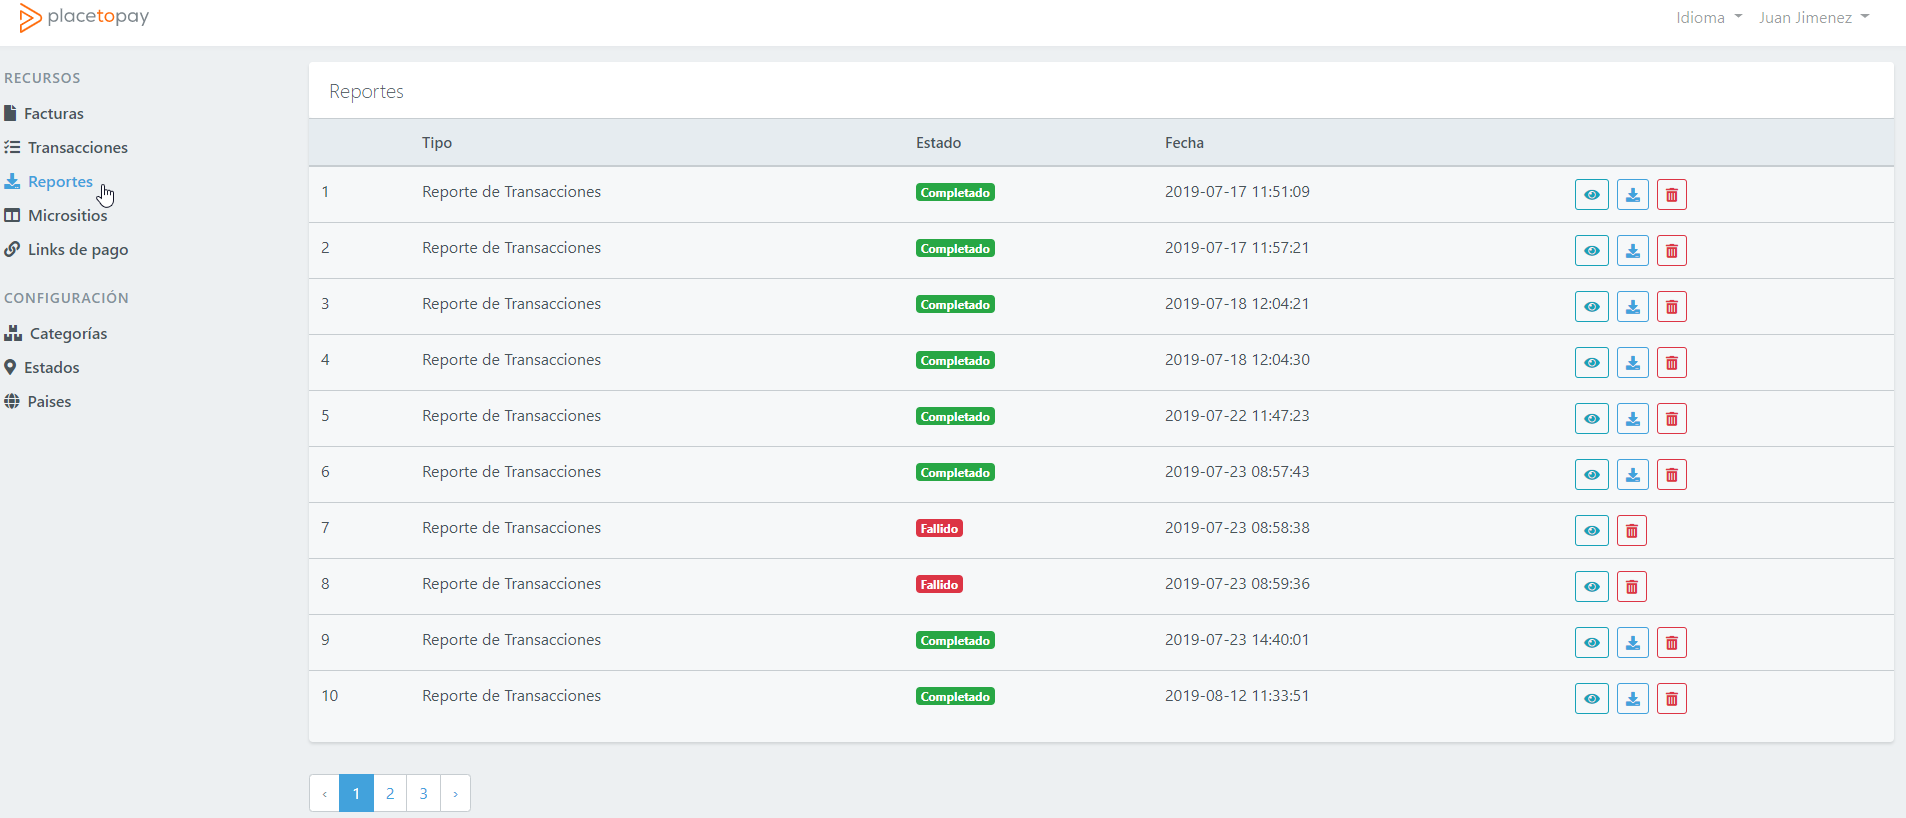 placetopay
Idioma Juan Jimenez
RECURSOS
Facturas
Transacciones
Reportes
Micrositios
Links de pago
CONFIGURACIÓN
Categorías
Estados
Paises
Reportes
Tipo Estado Fecha
1 Reporte de Transacciones Completado 2019-07-17 11:51:09
2 Reporte de Transacciones Completado 2019-07-17 11:57:21
3 Reporte de Transacciones Completado 2019-07-18 12:04:21
4 Reporte de Transacciones Completado 2019-07-18 12:04:30
5 Reporte de Transacciones Completado 2019-07-22 11:47:23
6 Reporte de Transacciones Completado 2019-07-23 08:57:43
7 Reporte de Transacciones Fallido 2019-07-23 08:58:38
8 Reporte de Transacciones Fallido 2019-07-23 08:59:36
9 Reporte de Transacciones Completado 2019-07-23 14:40:01
10 Reporte de Transacciones Completado 2019-08-12 11:33:51
‹ 1 2 3 ›